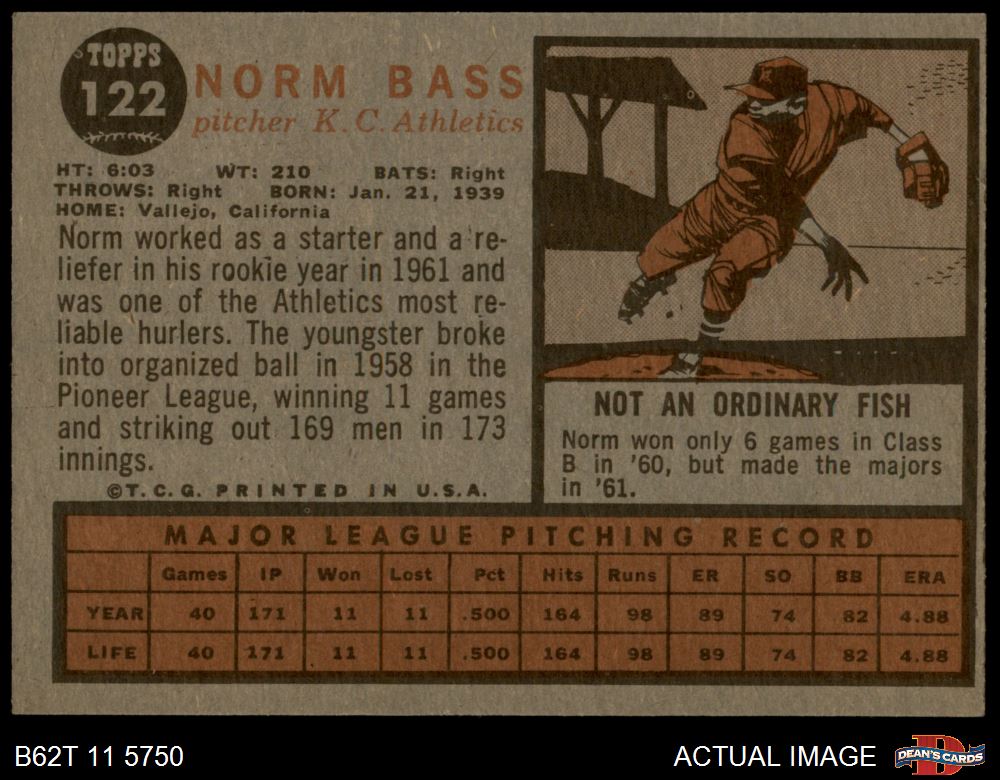 TOPPS
122
NORM BASS
pitcher K.C. Athletics
HT: 6:03 WT: 210 BATS: Right
THROWS: Right BORN: Jan. 21, 1939
HOME: Vallejo, California
Norm worked as a starter and a re-
liefer in his rookie year in 1961 and
was one of the Athletics most re-
liable hurlers. The youngster broke
into organized ball in 1958 in the
Pioneer League, winning 11 games
and striking out 169 men in 173
innings.
©T.C.G. PRINTED IN U.S.A.
NOT AN ORDINARY FISH
Norm won only 6 games in Class
B in '60, but made the majors
in '61.
MAJOR LEAGUE PITCHING RECORD
Games IP Won Lost Pct Hits Runs ER SO BB ERA
YEAR 40 171 11 11 .500 164 98 89 74 82 4.88
LIFE 40 171 11 11 .500 164 98 89 74 82 4.88
B62T 11 5750
ACTUAL IMAGE
DEAN'S CARDS